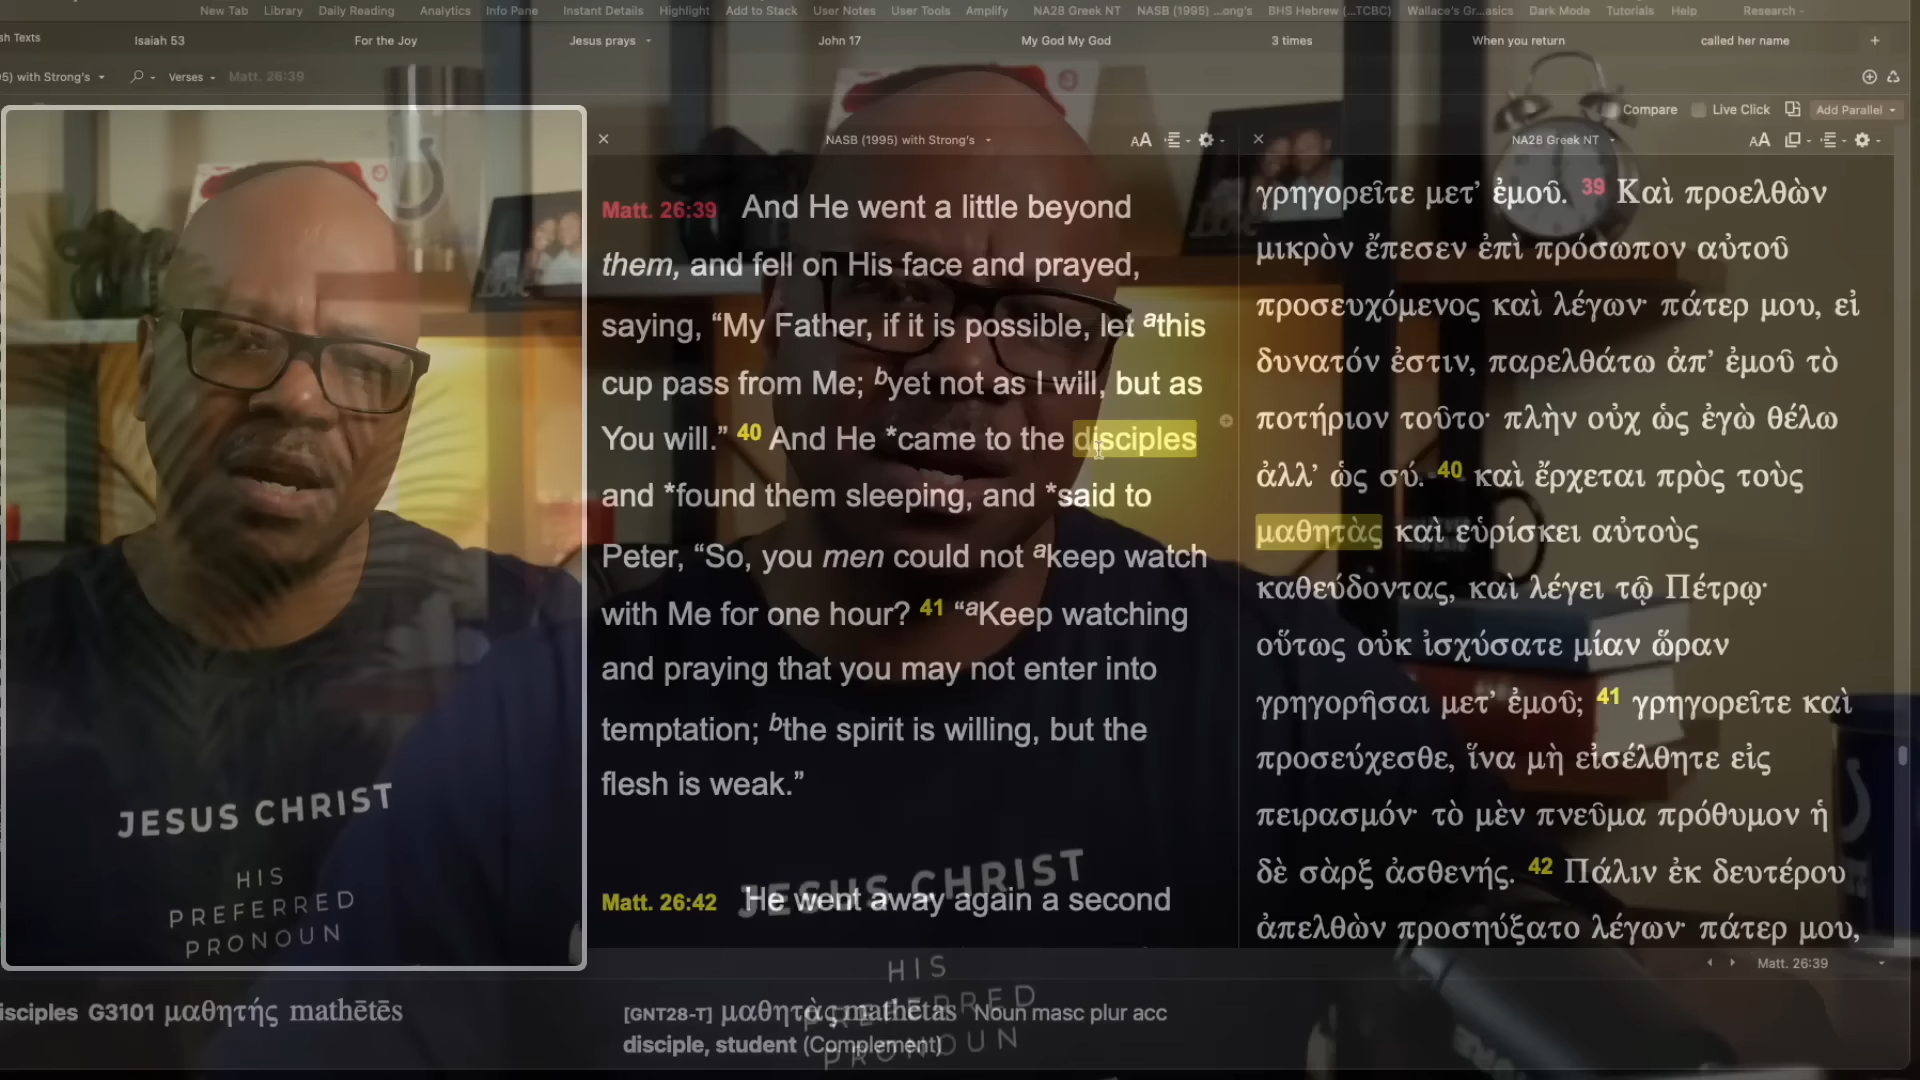 New Tab Library Daily Reading Analytics Info Pane Instant Details Highlight Add to Stack User Notes User Tools Amplify NA28 Greek NT NASB (1995) ...ong's BHS Hebrew (...TCBC) Wallace's Gr...asics Dark Mode Tutorials Help Research
sh Texts Isaiah 53 For the Joy Jesus prays John 17 My God My God 3 times When you return called her name +
5) with Strong's Verses Matt. 26:39
Compare Live Click Add Parallel
NASB (1995) with Strong's AA
Matt. 26:39 And He went a little beyond
them, and fell on His face and prayed,
saying, “My Father, if it is possible, let ᵃthis
cup pass from Me; ᵇyet not as I will, but as
You will.” 40 And He *came to the disciples
and *found them sleeping, and *said to
Peter, “So, you men could not ᵃkeep watch
with Me for one hour? 41 “ᵃKeep watching
and praying that you may not enter into
temptation; ᵇthe spirit is willing, but the
flesh is weak.”
Matt. 26:42 He went away again a second
NA28 Greek NT AA
γρηγορεῖτε μετ’ ἐμοῦ. 39 Καὶ προελθὼν
μικρὸν ἔπεσεν ἐπὶ πρόσωπον αὐτοῦ
προσευχόμενος καὶ λέγων· πάτερ μου, εἰ
δυνατόν ἐστιν, παρελθάτω ἀπ’ ἐμοῦ τὸ
ποτήριον τοῦτο· πλὴν οὐχ ὡς ἐγὼ θέλω
ἀλλ’ ὡς σύ. 40 καὶ ἔρχεται πρὸς τοὺς
μαθητὰς καὶ εὑρίσκει αὐτοὺς
καθεύδοντας, καὶ λέγει τῷ Πέτρῳ·
οὕτως οὐκ ἰσχύσατε μίαν ὥραν
γρηγορῆσαι μετ’ ἐμοῦ; 41 γρηγορεῖτε καὶ
προσεύχεσθε, ἵνα μὴ εἰσέλθητε εἰς
πειρασμόν· τὸ μὲν πνεῦμα πρόθυμον ἡ
δὲ σὰρξ ἀσθενής. 42 Πάλιν ἐκ δευτέρου
ἀπελθὼν προσηύξατο λέγων· πάτερ μου,
Matt. 26:39
JESUS CHRIST
HIS
PREFERRED
PRONOUN
JESUS CHRIST
HIS
PREFERRED
PRONOUN
isciples G3101 μαθητής mathētēs
[GNT28-T] μαθητὰς mathētas Noun masc plur acc
disciple, student (Complement)